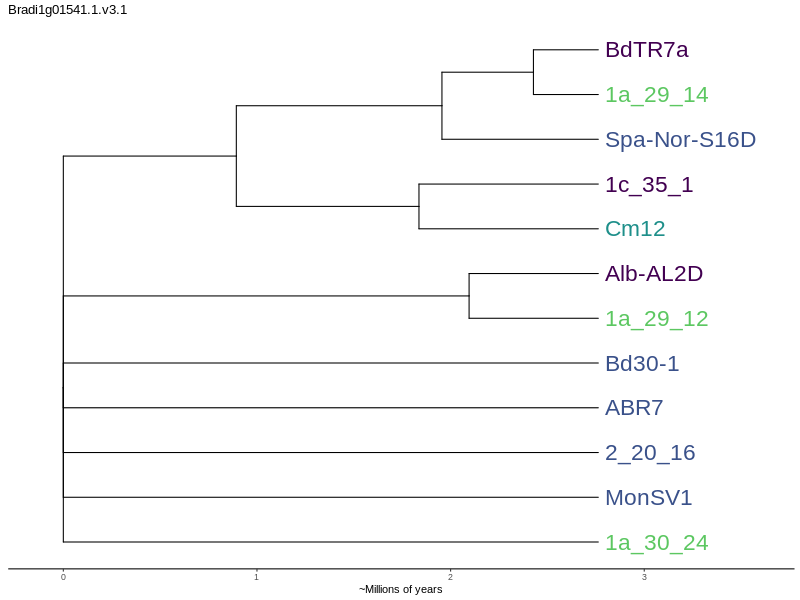 Bradi1g01541.1.v3.1
BdTR7a
1a_29_14
Spa-Nor-S16D
1c_35_1
Cm12
Alb-AL2D
1a_29_12
Bd30-1
ABR7
2_20_16
MonSV1
1a_30_24
0 1 2 3
~Millions of years